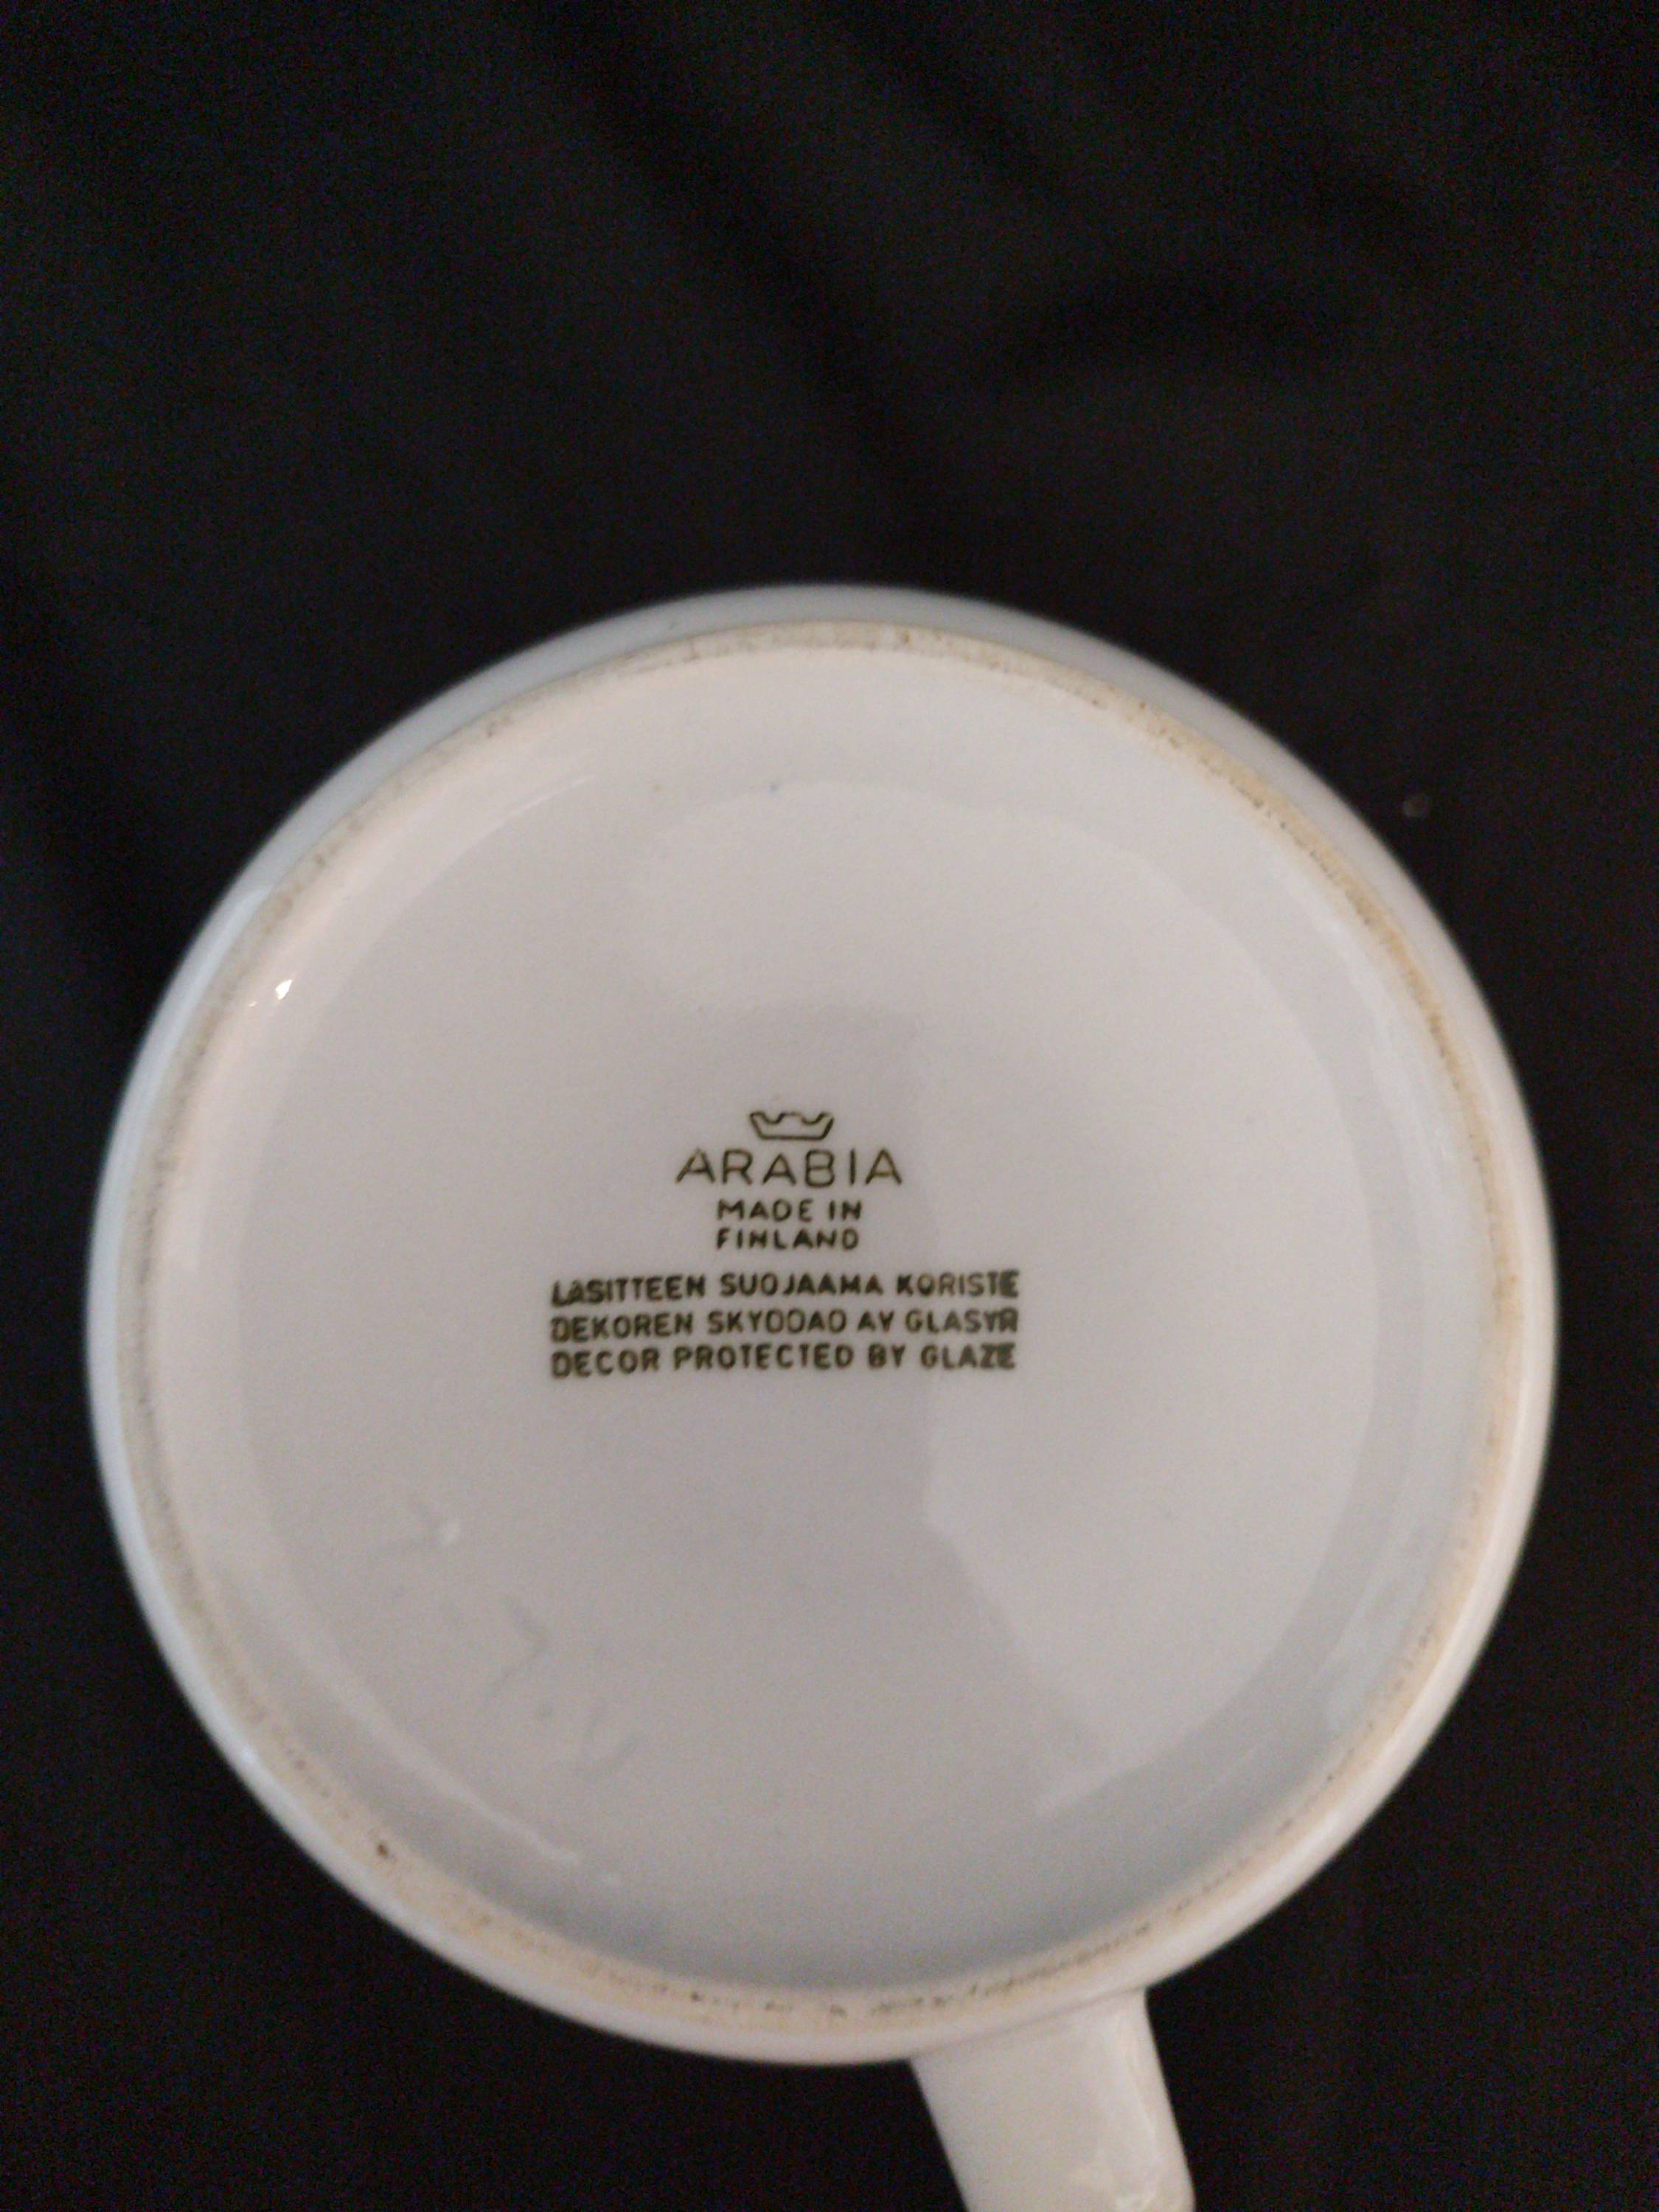 ARABIA
MADE IN
FINLAND
LASITTEEN SUOJAAMA KORISTE
DEKOREN SKYDDAD AV GLASYR
DECOR PROTECTED BY GLAZE